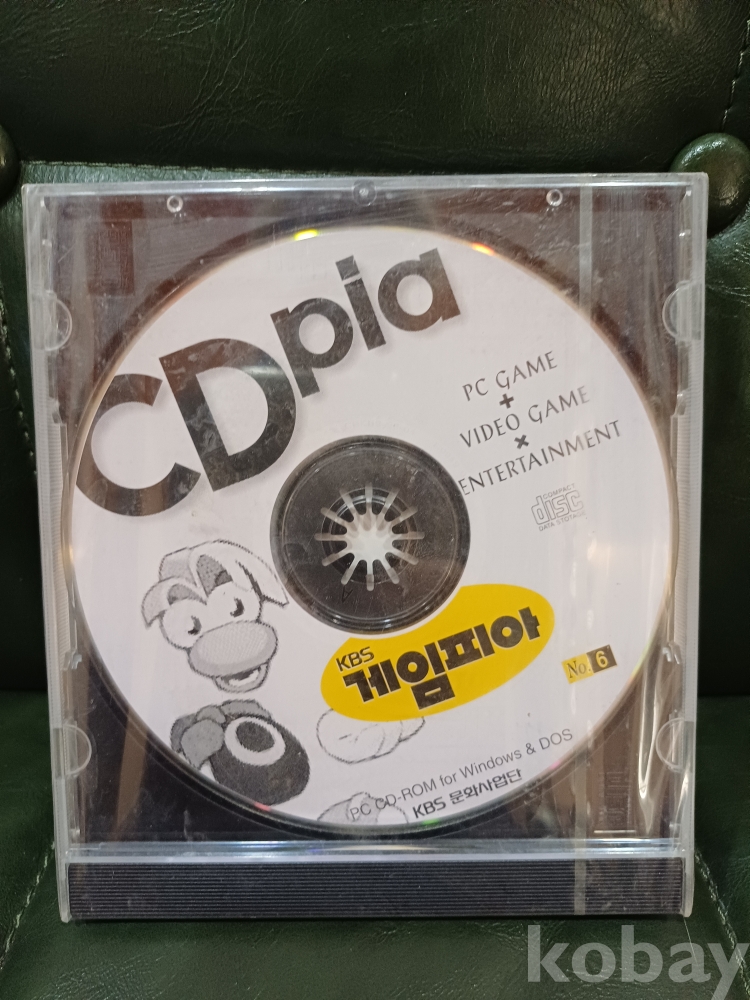 CDpia
PC GAME
+
VIDEO GAME
×
ENTERTAINMENT
COMPACT
disc
DATA STORAGE
KBS
게임피아
No. 6
PC CD-ROM for Windows & DOS
KBS 문화사업단
kobay